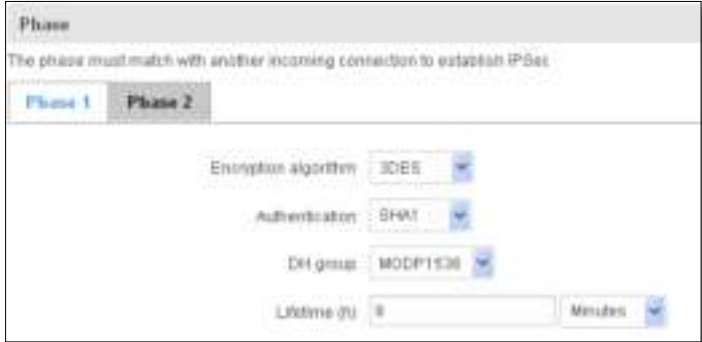 Phase
The phase must match with another incoming connection to establish IPSec
Phase 1 Phase 2
Encryption algorithm 3DES
Authentication SHA1
DH group MODP1536
Lifetime (h) 8 Minutes